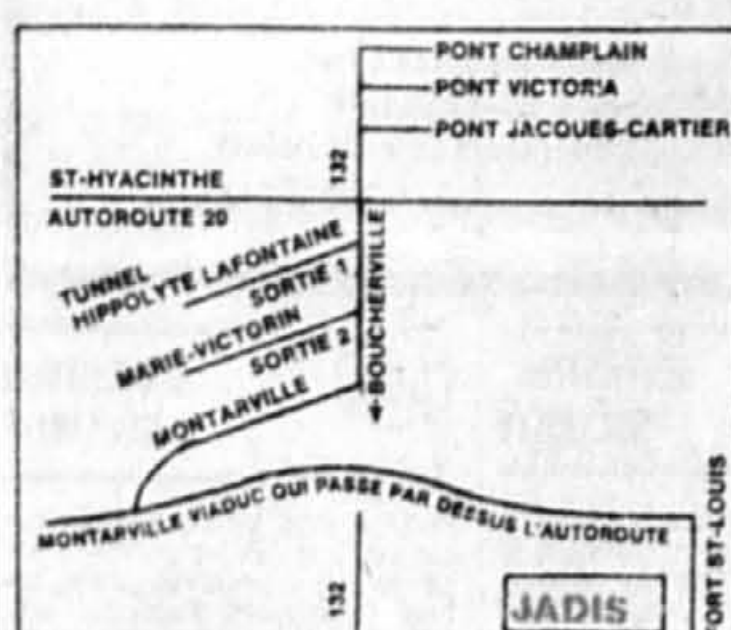 PONT CHAMPLAIN
PONT VICTORIA
PONT JACQUES-CARTIER
132
ST-HYACINTHE
AUTOROUTE 20
TUNNEL
HIPPOLYTE LAFONTAINE
SORTIE 1
MARIE-VICTORIN
SORTIE 2
BOUCHERVILLE
MONTARVILLE
MONTARVILLE VIADUC QUI PASSE PAR DESSUS L'AUTOROUTE
132
JADIS
FORT ST-LOUIS